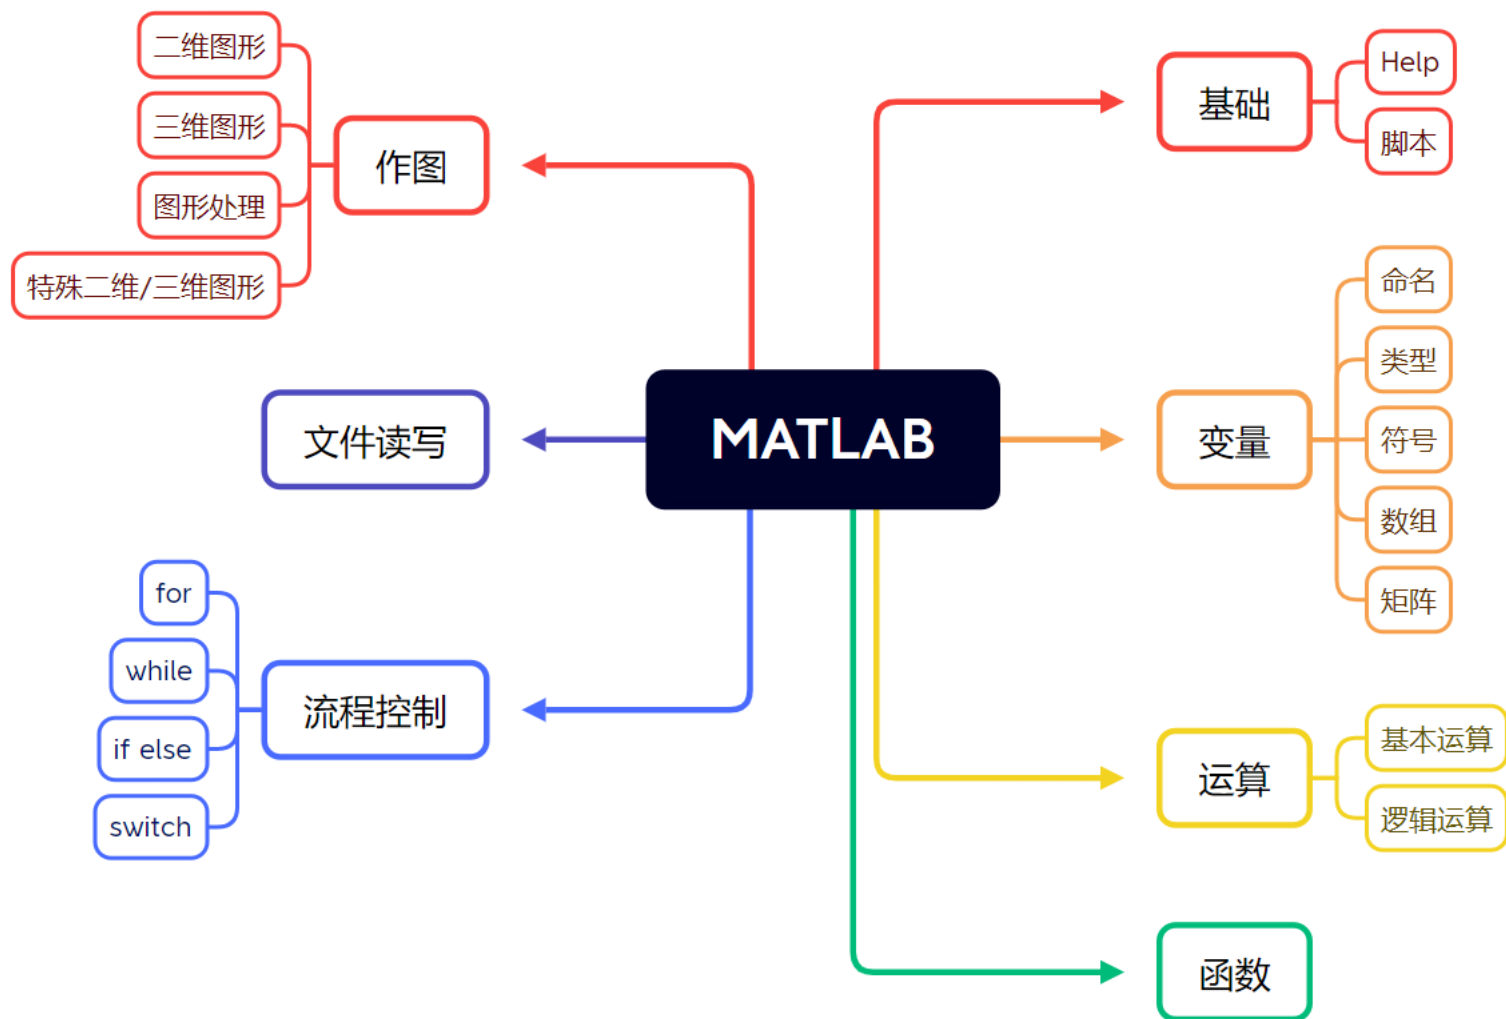 MATLAB
基础
Help
脚本
变量
命名
类型
符号
数组
矩阵
运算
基本运算
逻辑运算
函数
流程控制
for
while
if else
switch
文件读写
作图
二维图形
三维图形
图形处理
特殊二维/三维图形